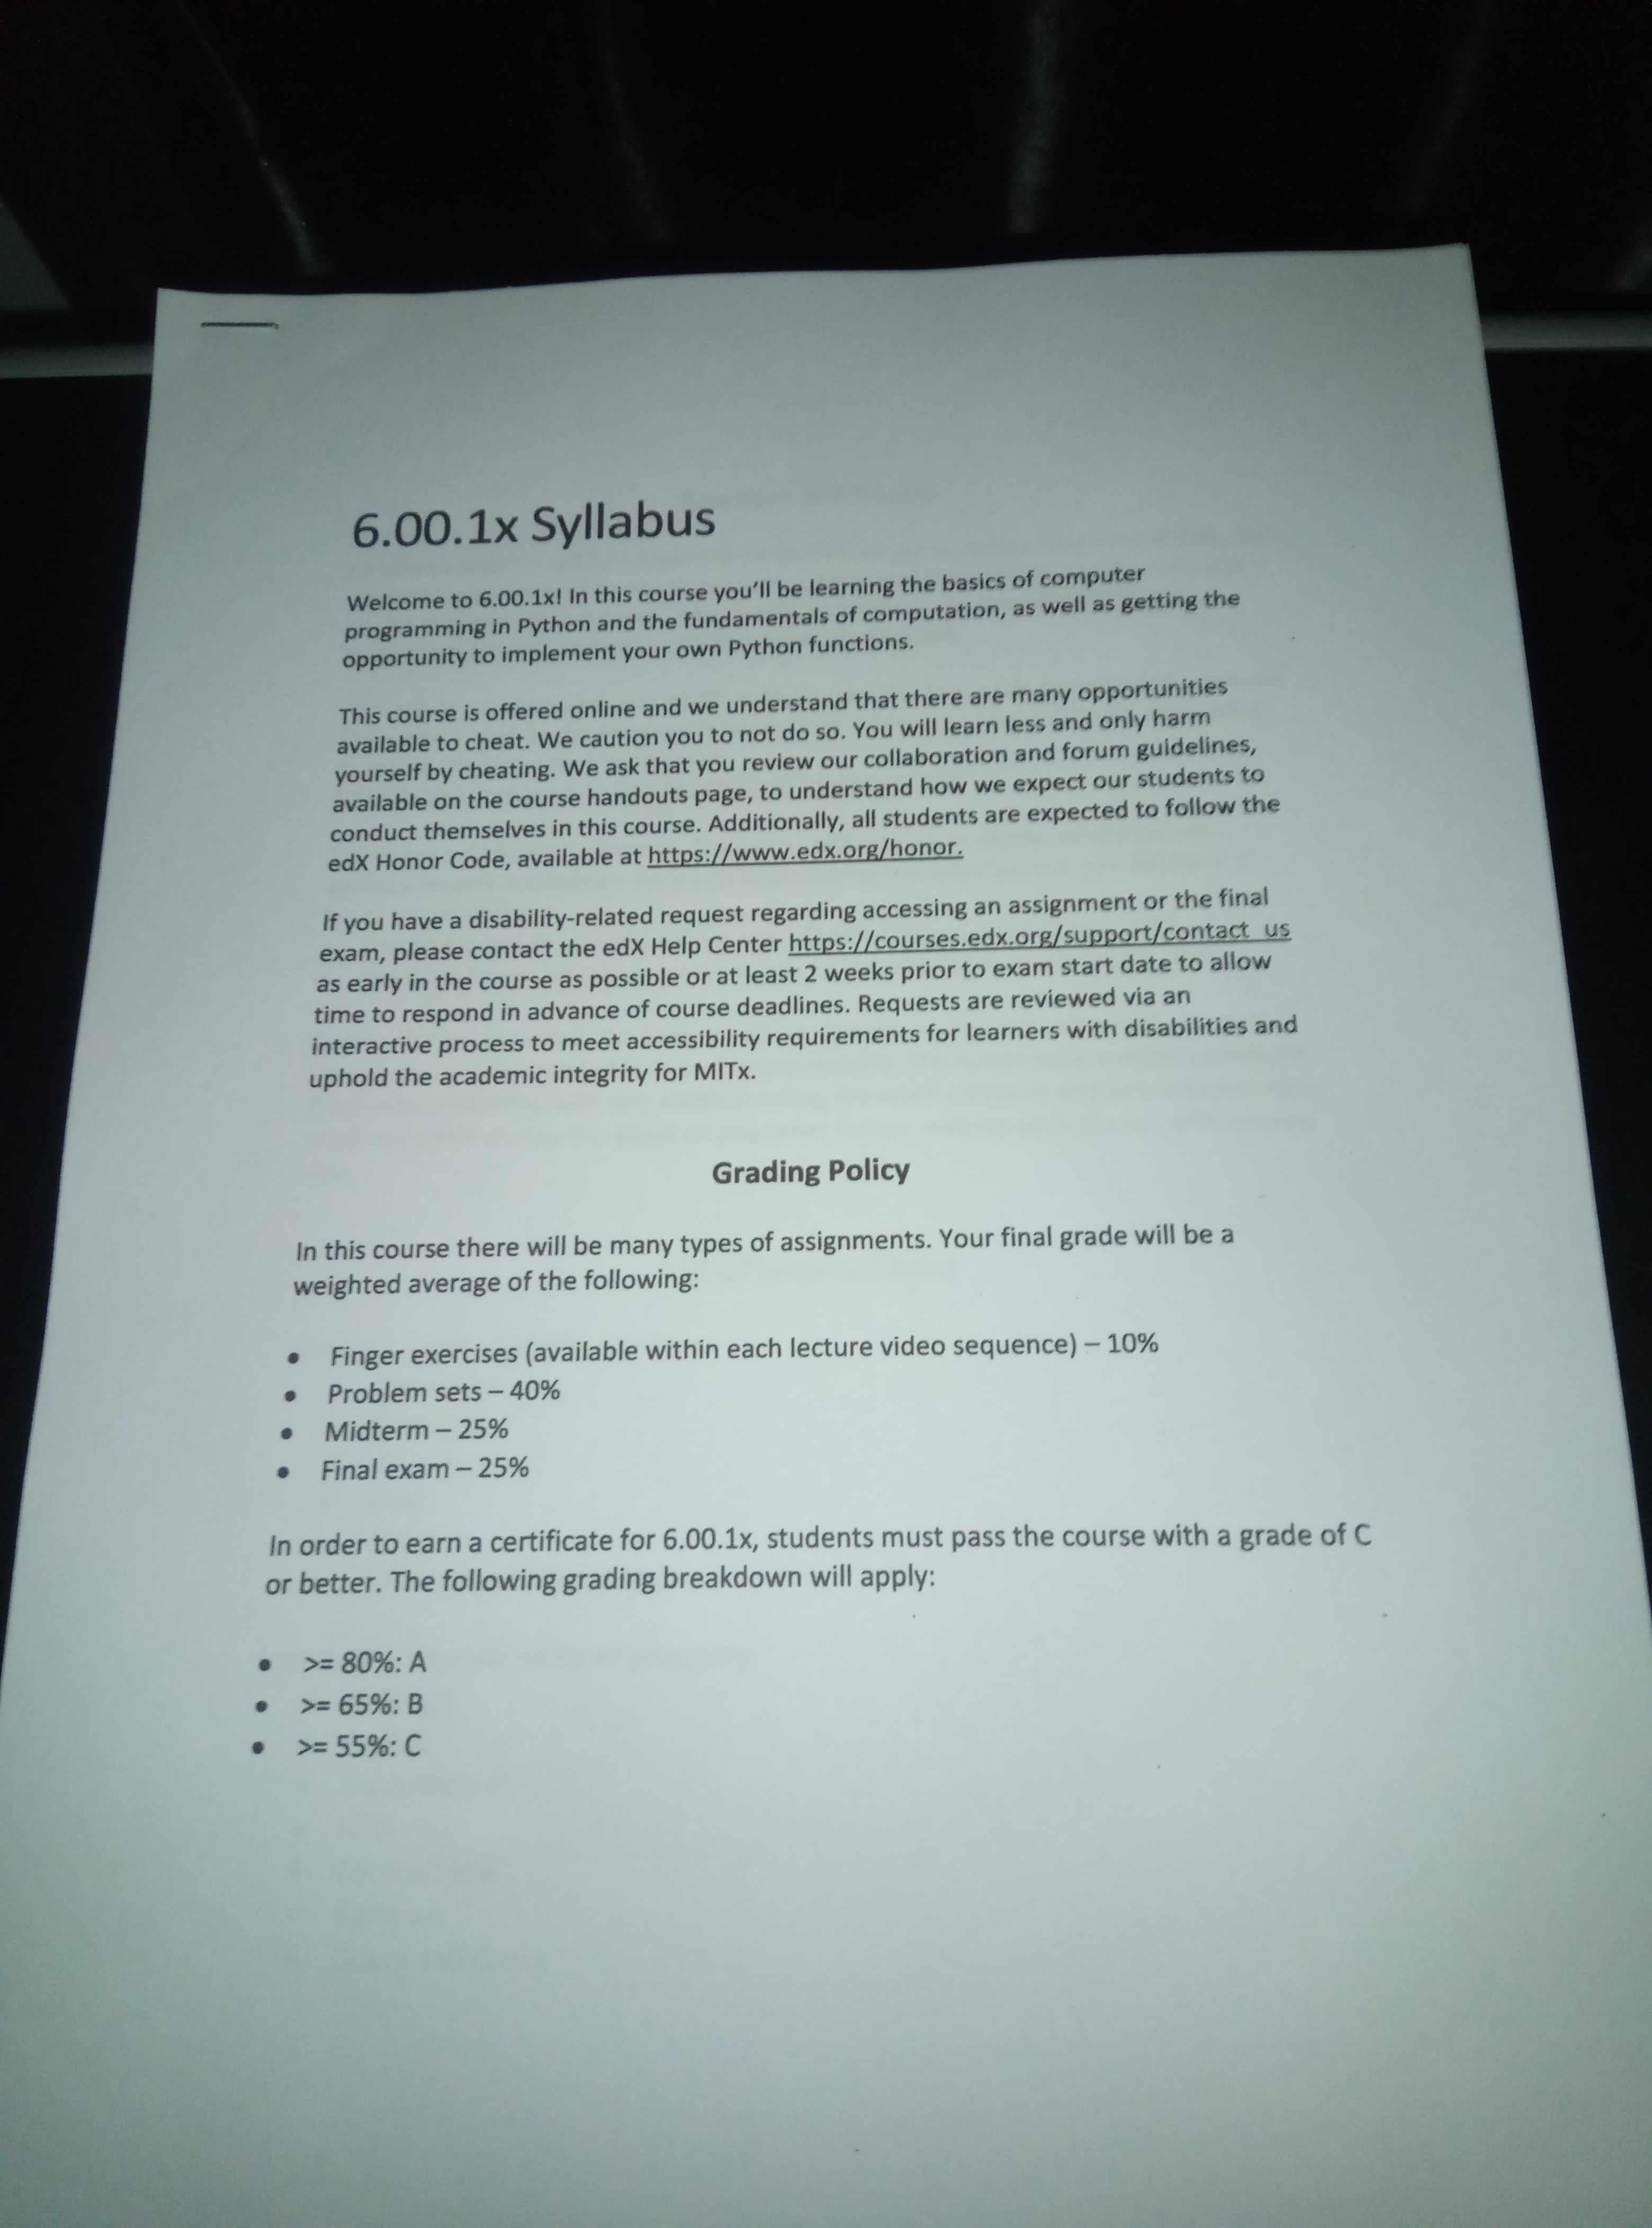 6.00.1x Syllabus
Welcome to 6.00.1x! In this course you'll be learning the basics of computer
programming in Python and the fundamentals of computation, as well as getting the
opportunity to implement your own Python functions.
This course is offered online and we understand that there are many opportunities
available to cheat. We caution you to not do so. You will learn less and only harm
yourself by cheating. We ask that you review our collaboration and forum guidelines,
available on the course handouts page, to understand how we expect our students to
conduct themselves in this course. Additionally, all students are expected to follow the
edX Honor Code, available at https://www.edx.org/honor.
If you have a disability-related request regarding accessing an assignment or the final
exam, please contact the edX Help Center https://courses.edx.org/support/contact_us
as early in the course as possible or at least 2 weeks prior to exam start date to allow
time to respond in advance of course deadlines. Requests are reviewed via an
interactive process to meet accessibility requirements for learners with disabilities and
uphold the academic integrity for MITx.
Grading Policy
In this course there will be many types of assignments. Your final grade will be a
weighted average of the following:
• Finger exercises (available within each lecture video sequence) – 10%
• Problem sets – 40%
• Midterm – 25%
• Final exam – 25%
In order to earn a certificate for 6.00.1x, students must pass the course with a grade of C
or better. The following grading breakdown will apply:
• >= 80%: A
• >= 65%: B
• >= 55%: C